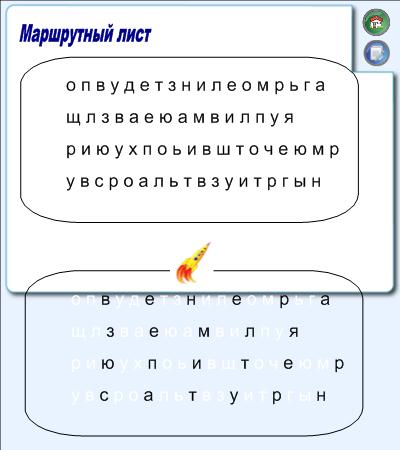 Маршрутный лист
о п в у д е т з н и л е о м р ь г а
щ л з в а е ю а м в и л п у я
р и ю у х п о ь и в ш т о ч е ю м р
у в с р о а л ь т в з у и т р г ы н
о п в у д е т з н и л е о м р ь г а
щ л з в а е ю а м в и л п у я
р и ю у х п о ь и в ш т о ч е ю м р
у в с р о а л ь т в з у и т р г ы н